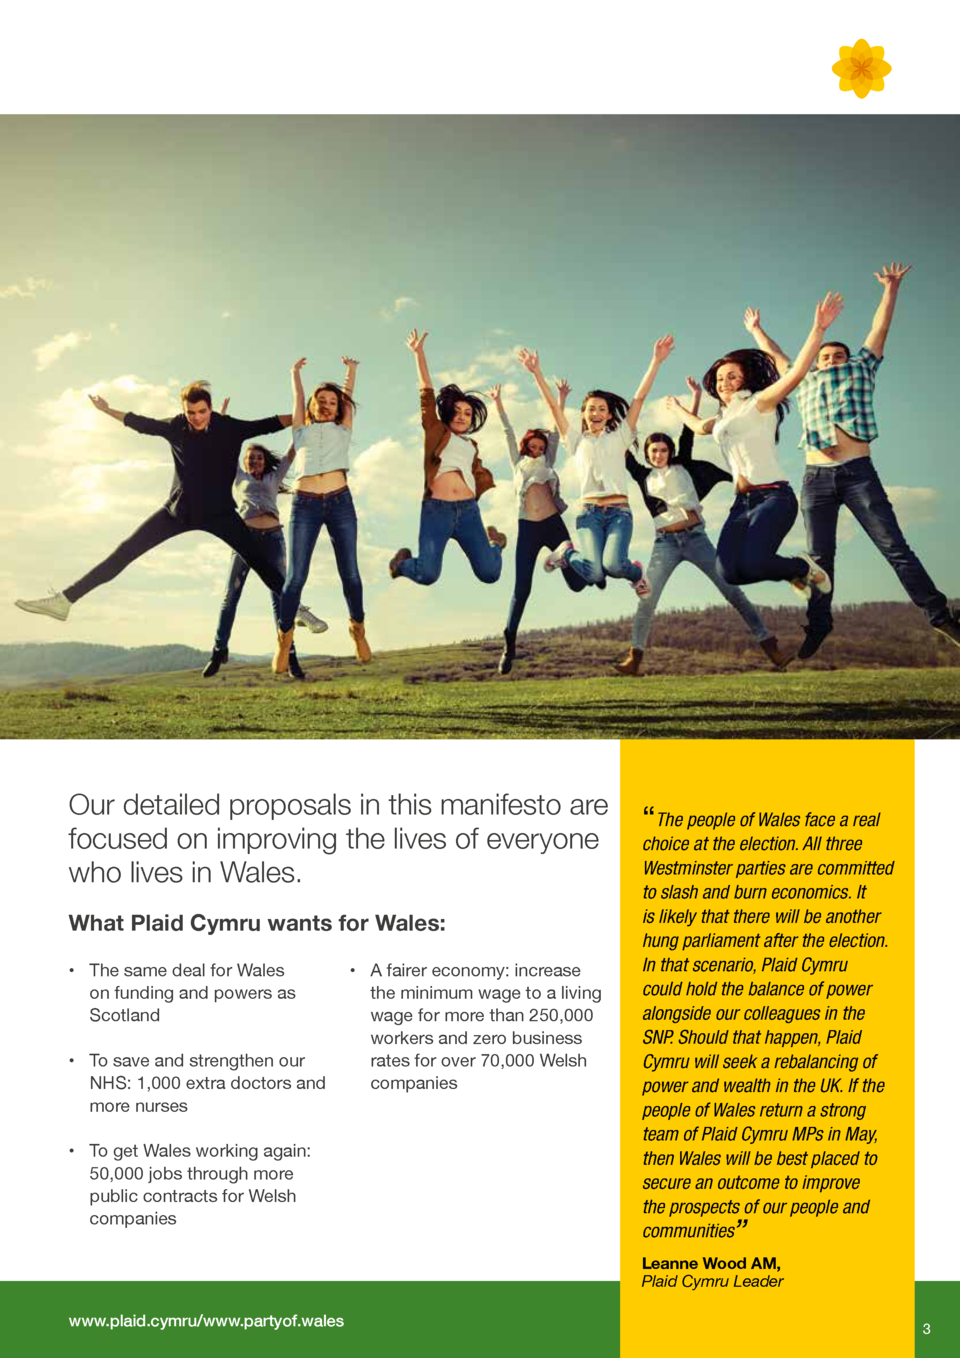 Our detailed proposals in this manifesto are
focused on improving the lives of everyone
who lives in Wales.
What Plaid Cymru wants for Wales:
• The same deal for Wales
on funding and powers as
Scotland
• To save and strengthen our
NHS: 1,000 extra doctors and
more nurses
• To get Wales working again:
50,000 jobs through more
public contracts for Welsh
companies
• A fairer economy: increase
the minimum wage to a living
wage for more than 250,000
workers and zero business
rates for over 70,000 Welsh
companies
“The people of Wales face a real
choice at the election. All three
Westminster parties are committed
to slash and burn economics. It
is likely that there will be another
hung parliament after the election.
In that scenario, Plaid Cymru
could hold the balance of power
alongside our colleagues in the
SNP. Should that happen, Plaid
Cymru will seek a rebalancing of
power and wealth in the UK. If the
people of Wales return a strong
team of Plaid Cymru MPs in May,
then Wales will be best placed to
secure an outcome to improve
the prospects of our people and
communities”
Leanne Wood AM,
Plaid Cymru Leader
www.plaid.cymru/www.partyof.wales
3